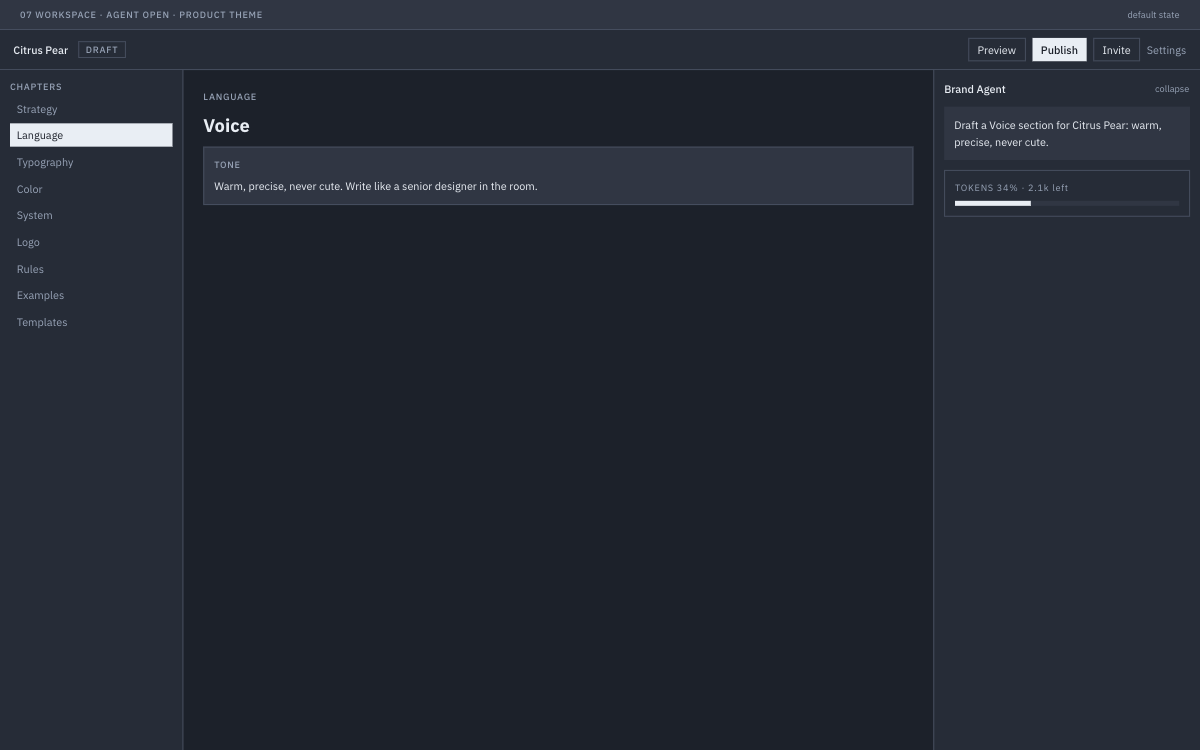 07 WORKSPACE · AGENT OPEN · PRODUCT THEME
default state
Citrus Pear
DRAFT
Preview
Publish
Invite
Settings
CHAPTERS
Strategy
Language
Typography
Color
System
Logo
Rules
Examples
Templates
LANGUAGE
Voice
TONE
Warm, precise, never cute. Write like a senior designer in the room.
Brand Agent
collapse
Draft a Voice section for Citrus Pear: warm,
precise, never cute.
TOKENS 34% · 2.1k left